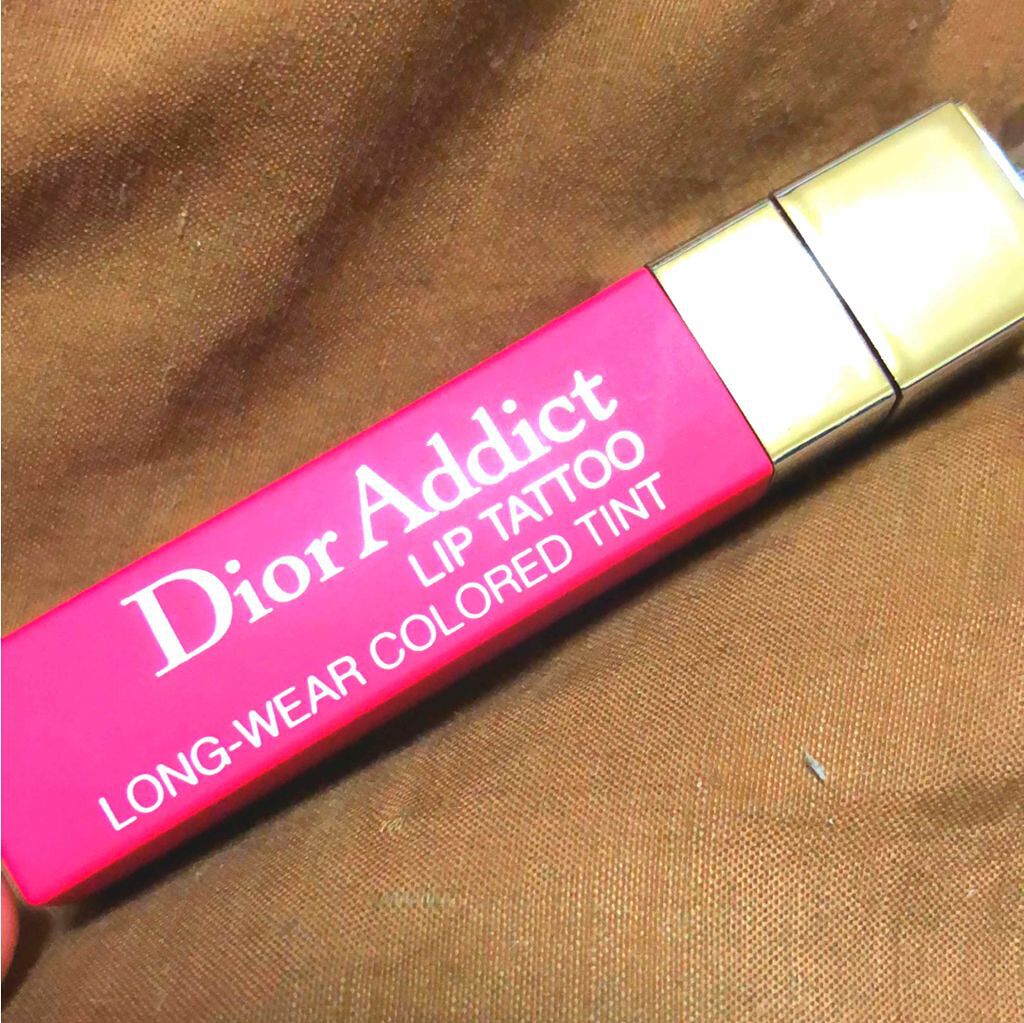 Dior Addict
LIP TATTOO
LONG-WEAR COLORED TINT